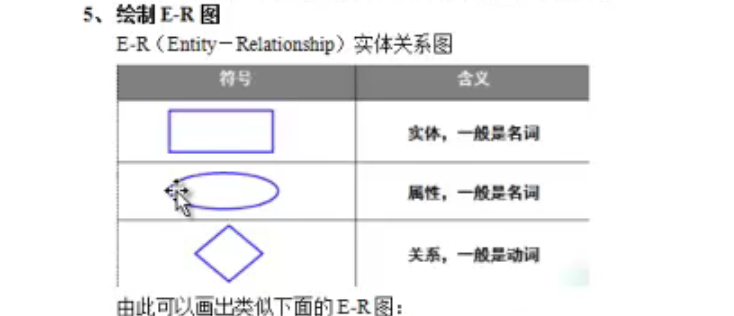 5、绘制 E-R 图
E-R（Entity－Relationship）实体关系图
符号 含义
实体，一般是名词
属性，一般是名词
关系，一般是动词
由此可以画出类似下面的 E-R 图：